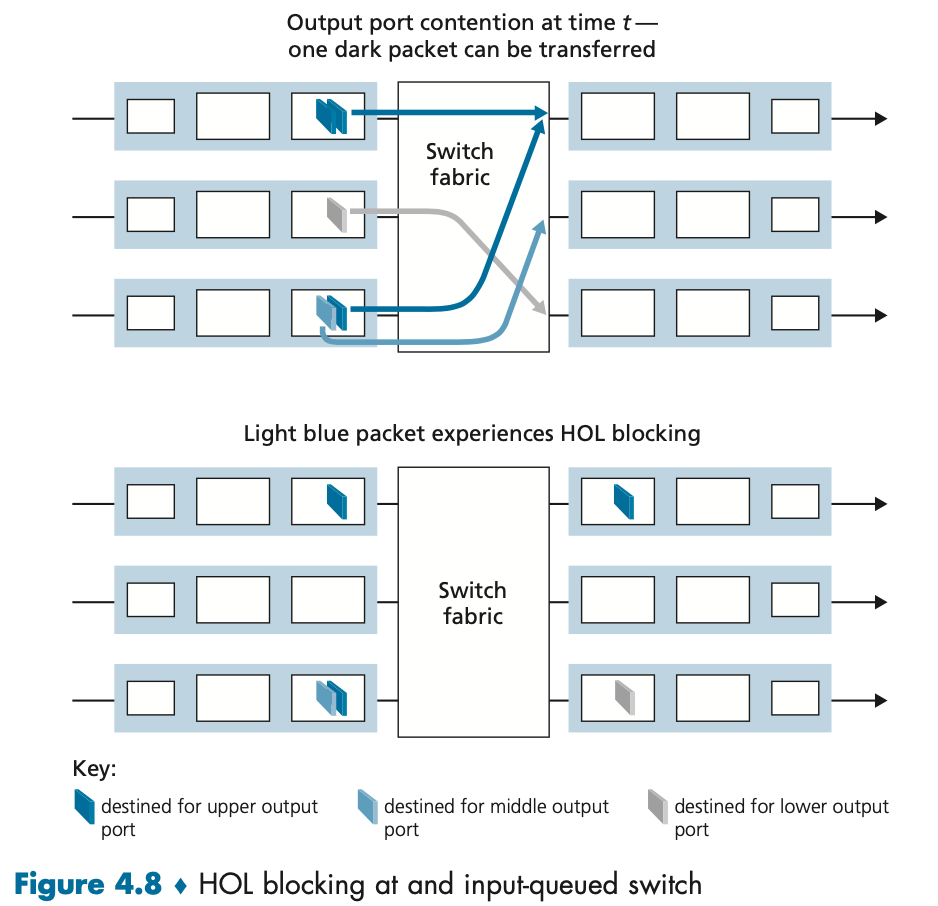 Output port contention at time t—
one dark packet can be transferred
Switch
fabric
Light blue packet experiences HOL blocking
Switch
fabric
Key:
destined for upper output
port
destined for middle output
port
destined for lower output
port
Figure 4.8 ♦ HOL blocking at and input-queued switch